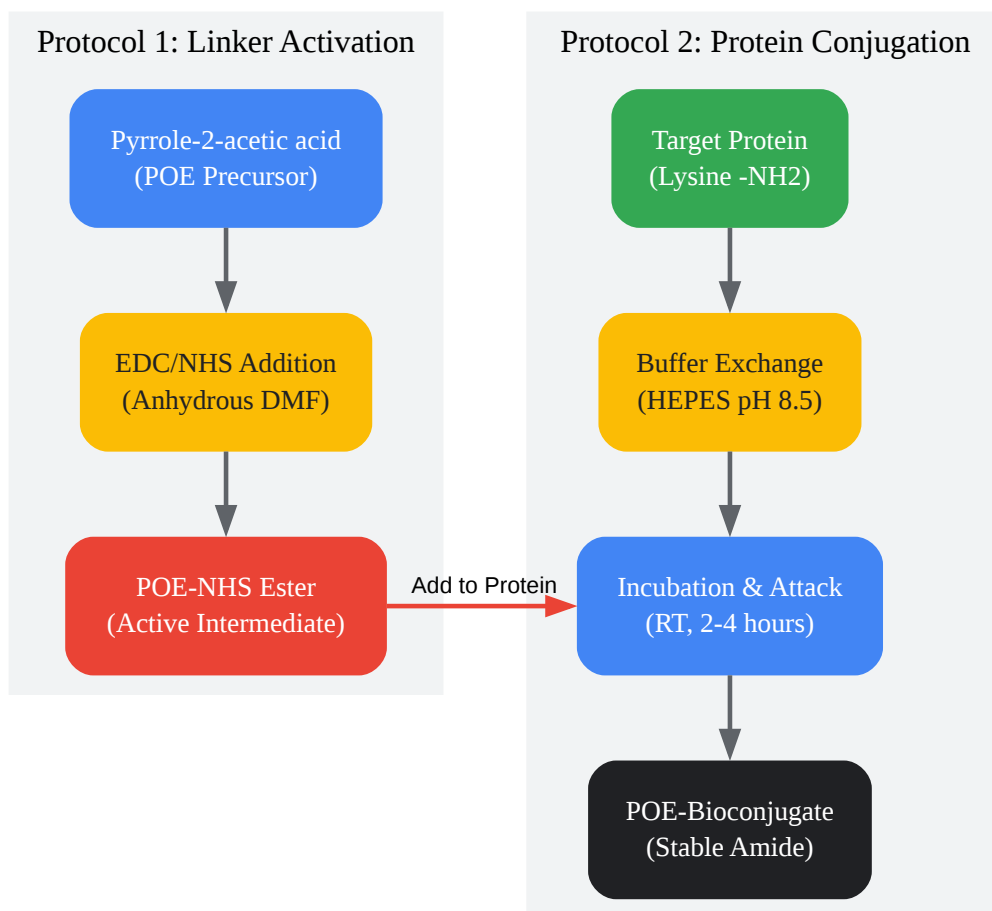 Protocol 1: Linker Activation
Pyrrole-2-acetic acid
(POE Precursor)
EDC/NHS Addition
(Anhydrous DMF)
POE-NHS Ester
(Active Intermediate)
Add to Protein
Protocol 2: Protein Conjugation
Target Protein
(Lysine -NH2)
Buffer Exchange
(HEPES pH 8.5)
Incubation & Attack
(RT, 2-4 hours)
POE-Bioconjugate
(Stable Amide)